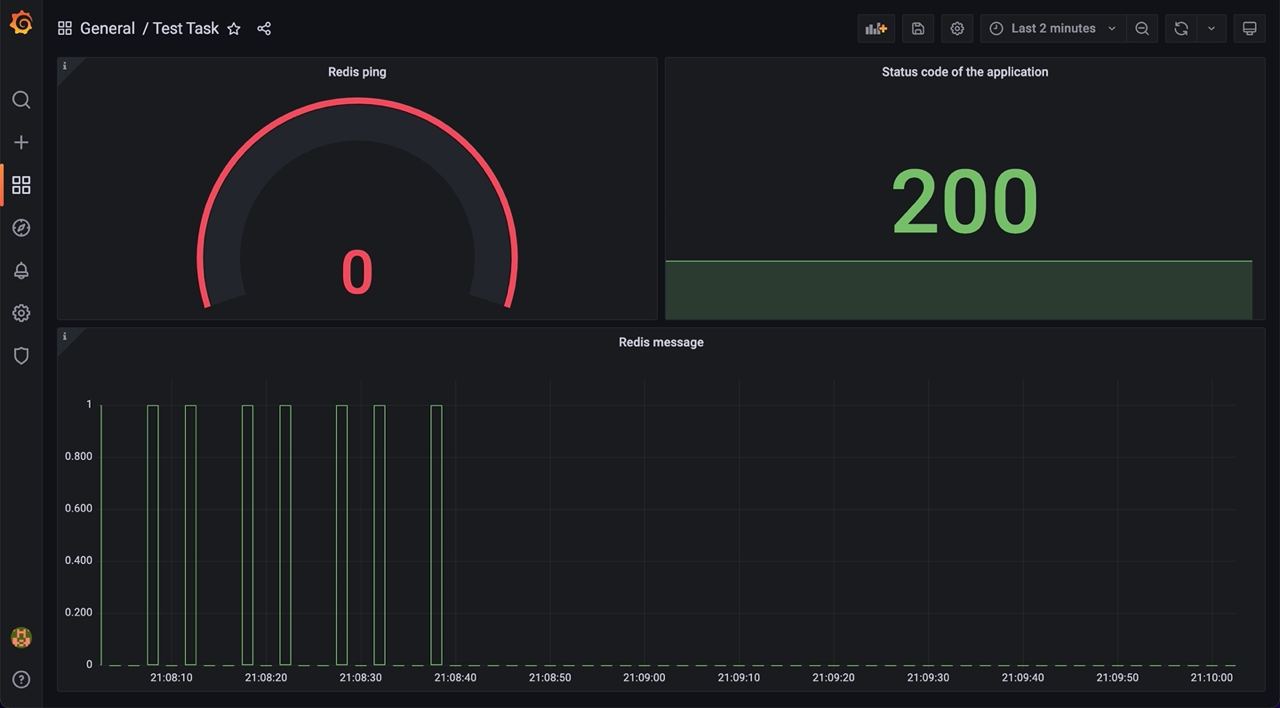 General / Test Task
Last 2 minutes
i
Redis ping
0
Status code of the application
200
i
Redis message
1
0.800
0.600
0.400
0.200
0
21:08:10 21:08:20 21:08:30 21:08:40 21:08:50 21:09:00 21:09:10 21:09:20 21:09:30 21:09:40 21:09:50 21:10:00